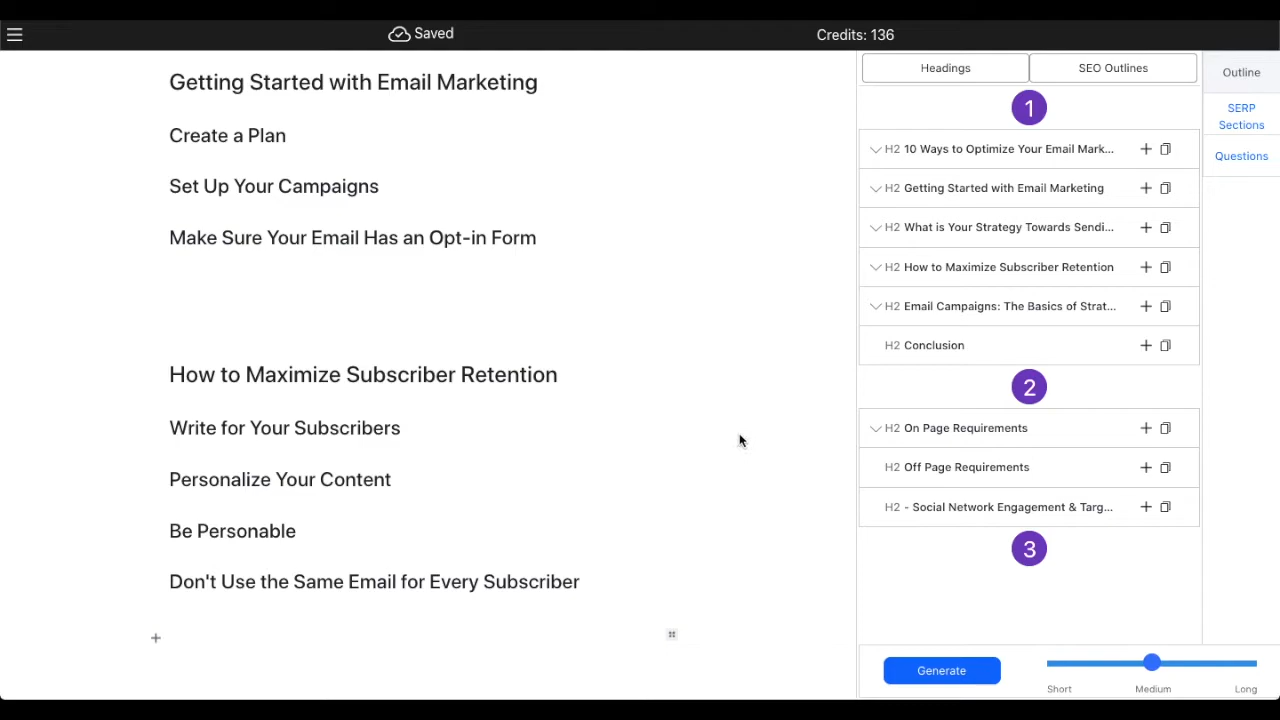 Saved
Credits: 136
Getting Started with Email Marketing
Create a Plan
Set Up Your Campaigns
Make Sure Your Email Has an Opt-in Form
How to Maximize Subscriber Retention
Write for Your Subscribers
Personalize Your Content
Be Personable
Don't Use the Same Email for Every Subscriber
Headings
SEO Outlines
1
H2 10 Ways to Optimize Your Email Mark...
H2 Getting Started with Email Marketing
H2 What is Your Strategy Towards Sendi...
H2 How to Maximize Subscriber Retention
H2 Email Campaigns: The Basics of Strat...
H2 Conclusion
2
H2 On Page Requirements
H2 Off Page Requirements
H2 - Social Network Engagement & Targ...
3
Generate
Short
Medium
Long
Outline
SERP
Sections
Questions